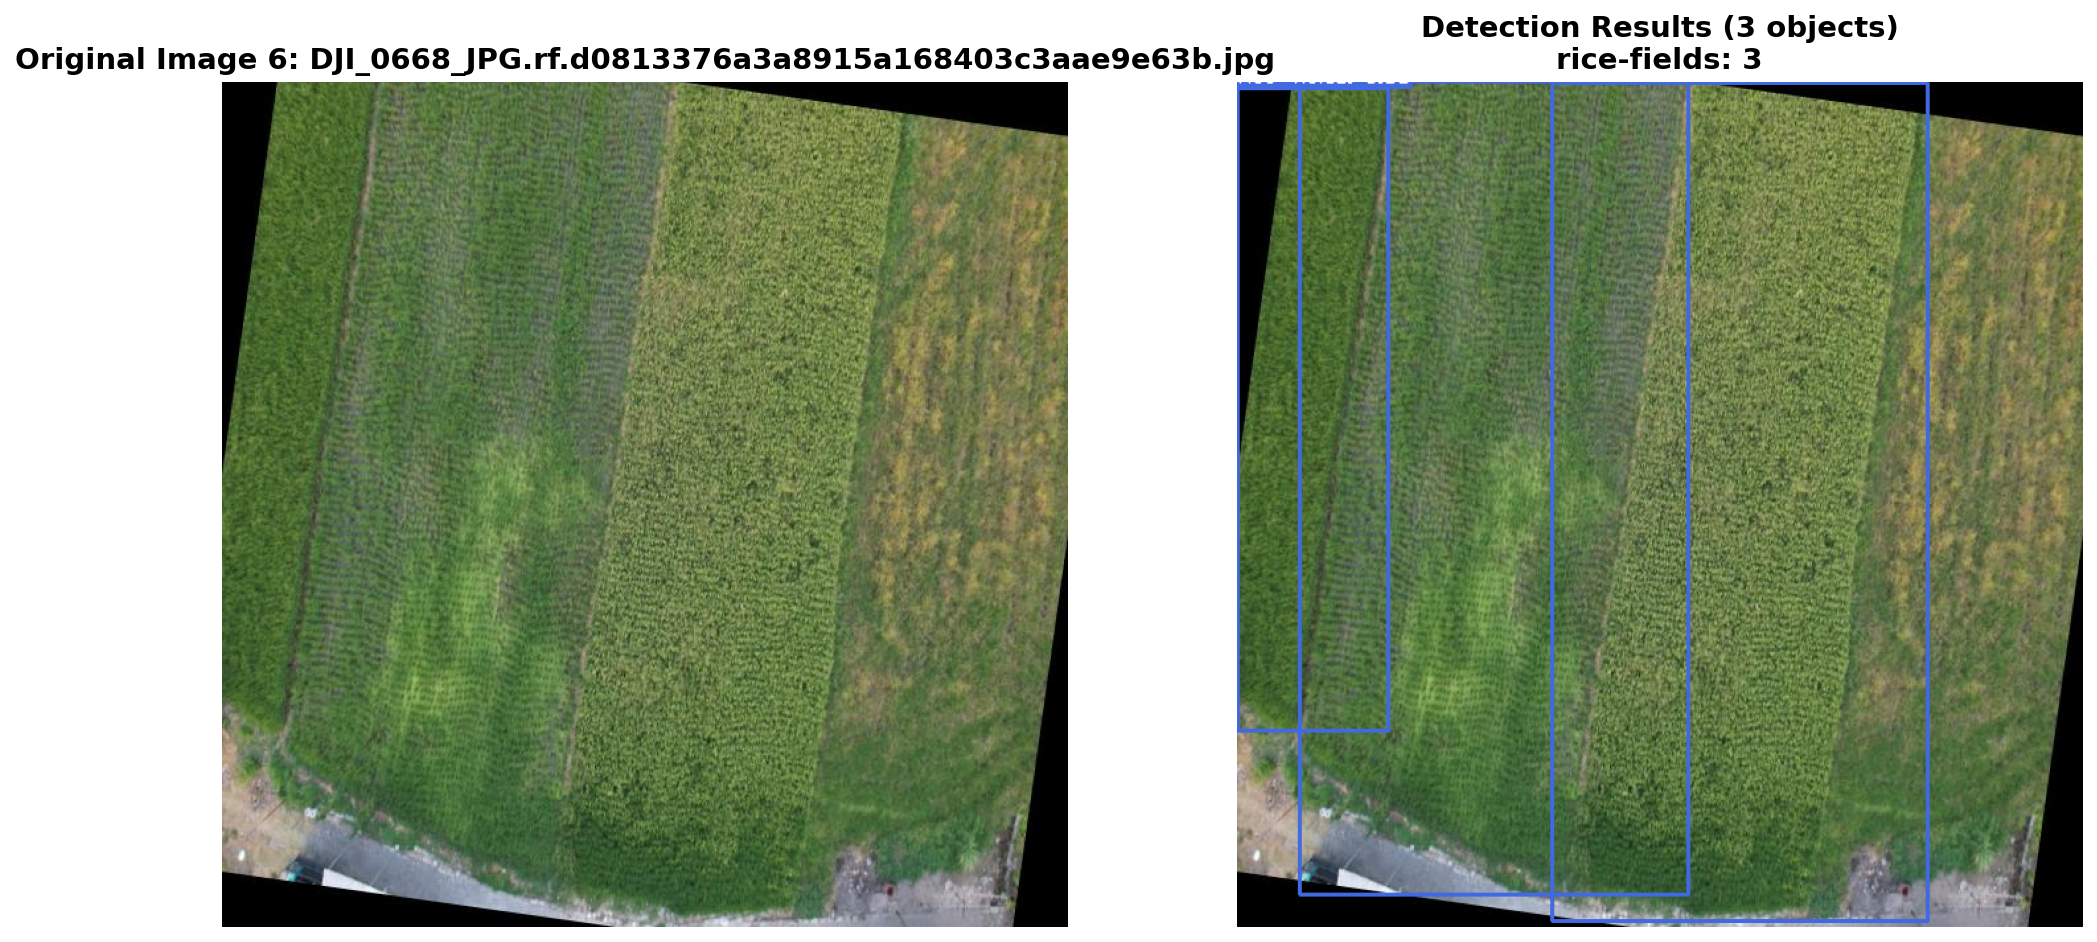 Original Image 6: DJI_0668_JPG.rf.d0813376a3a8915a168403c3aae9e63b.jpg
Detection Results (3 objects)
rice-fields: 3